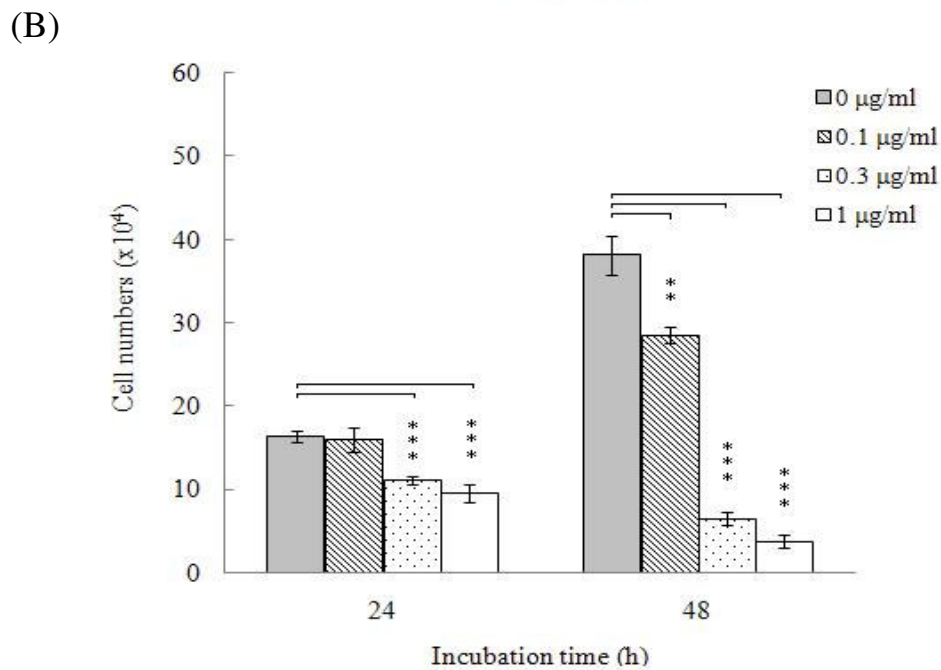 (B)
60
50
40
30
20
10
0
Cell numbers (x10⁴)
0 µg/ml
0.1 µg/ml
0.3 µg/ml
1 µg/ml
***
***
**
***
***
24 48
Incubation time (h)